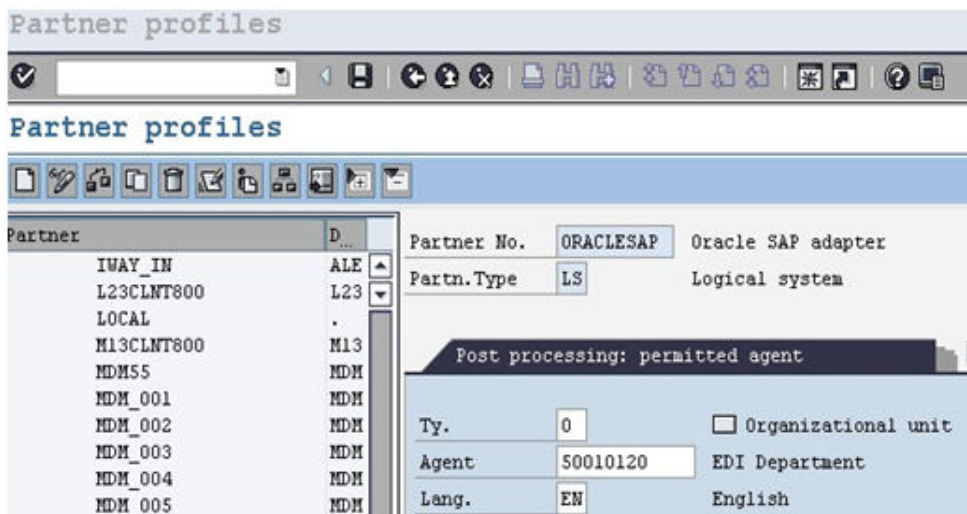 Partner profiles
Partner profiles
Partner D...
IWAY_IN ALE
L23CLNT800 L23
LOCAL .
M13CLNT800 M13
MDM55 MDM
MDM_001 MDM
MDM_002 MDM
MDM_003 MDM
MDM_004 MDM
MDM_005 MDM
Partner No. ORACLESAP Oracle SAP adapter
Partn.Type LS Logical system
Post processing: permitted agent
Ty. O Organizational unit
Agent 50010120 EDI Department
Lang. EN English